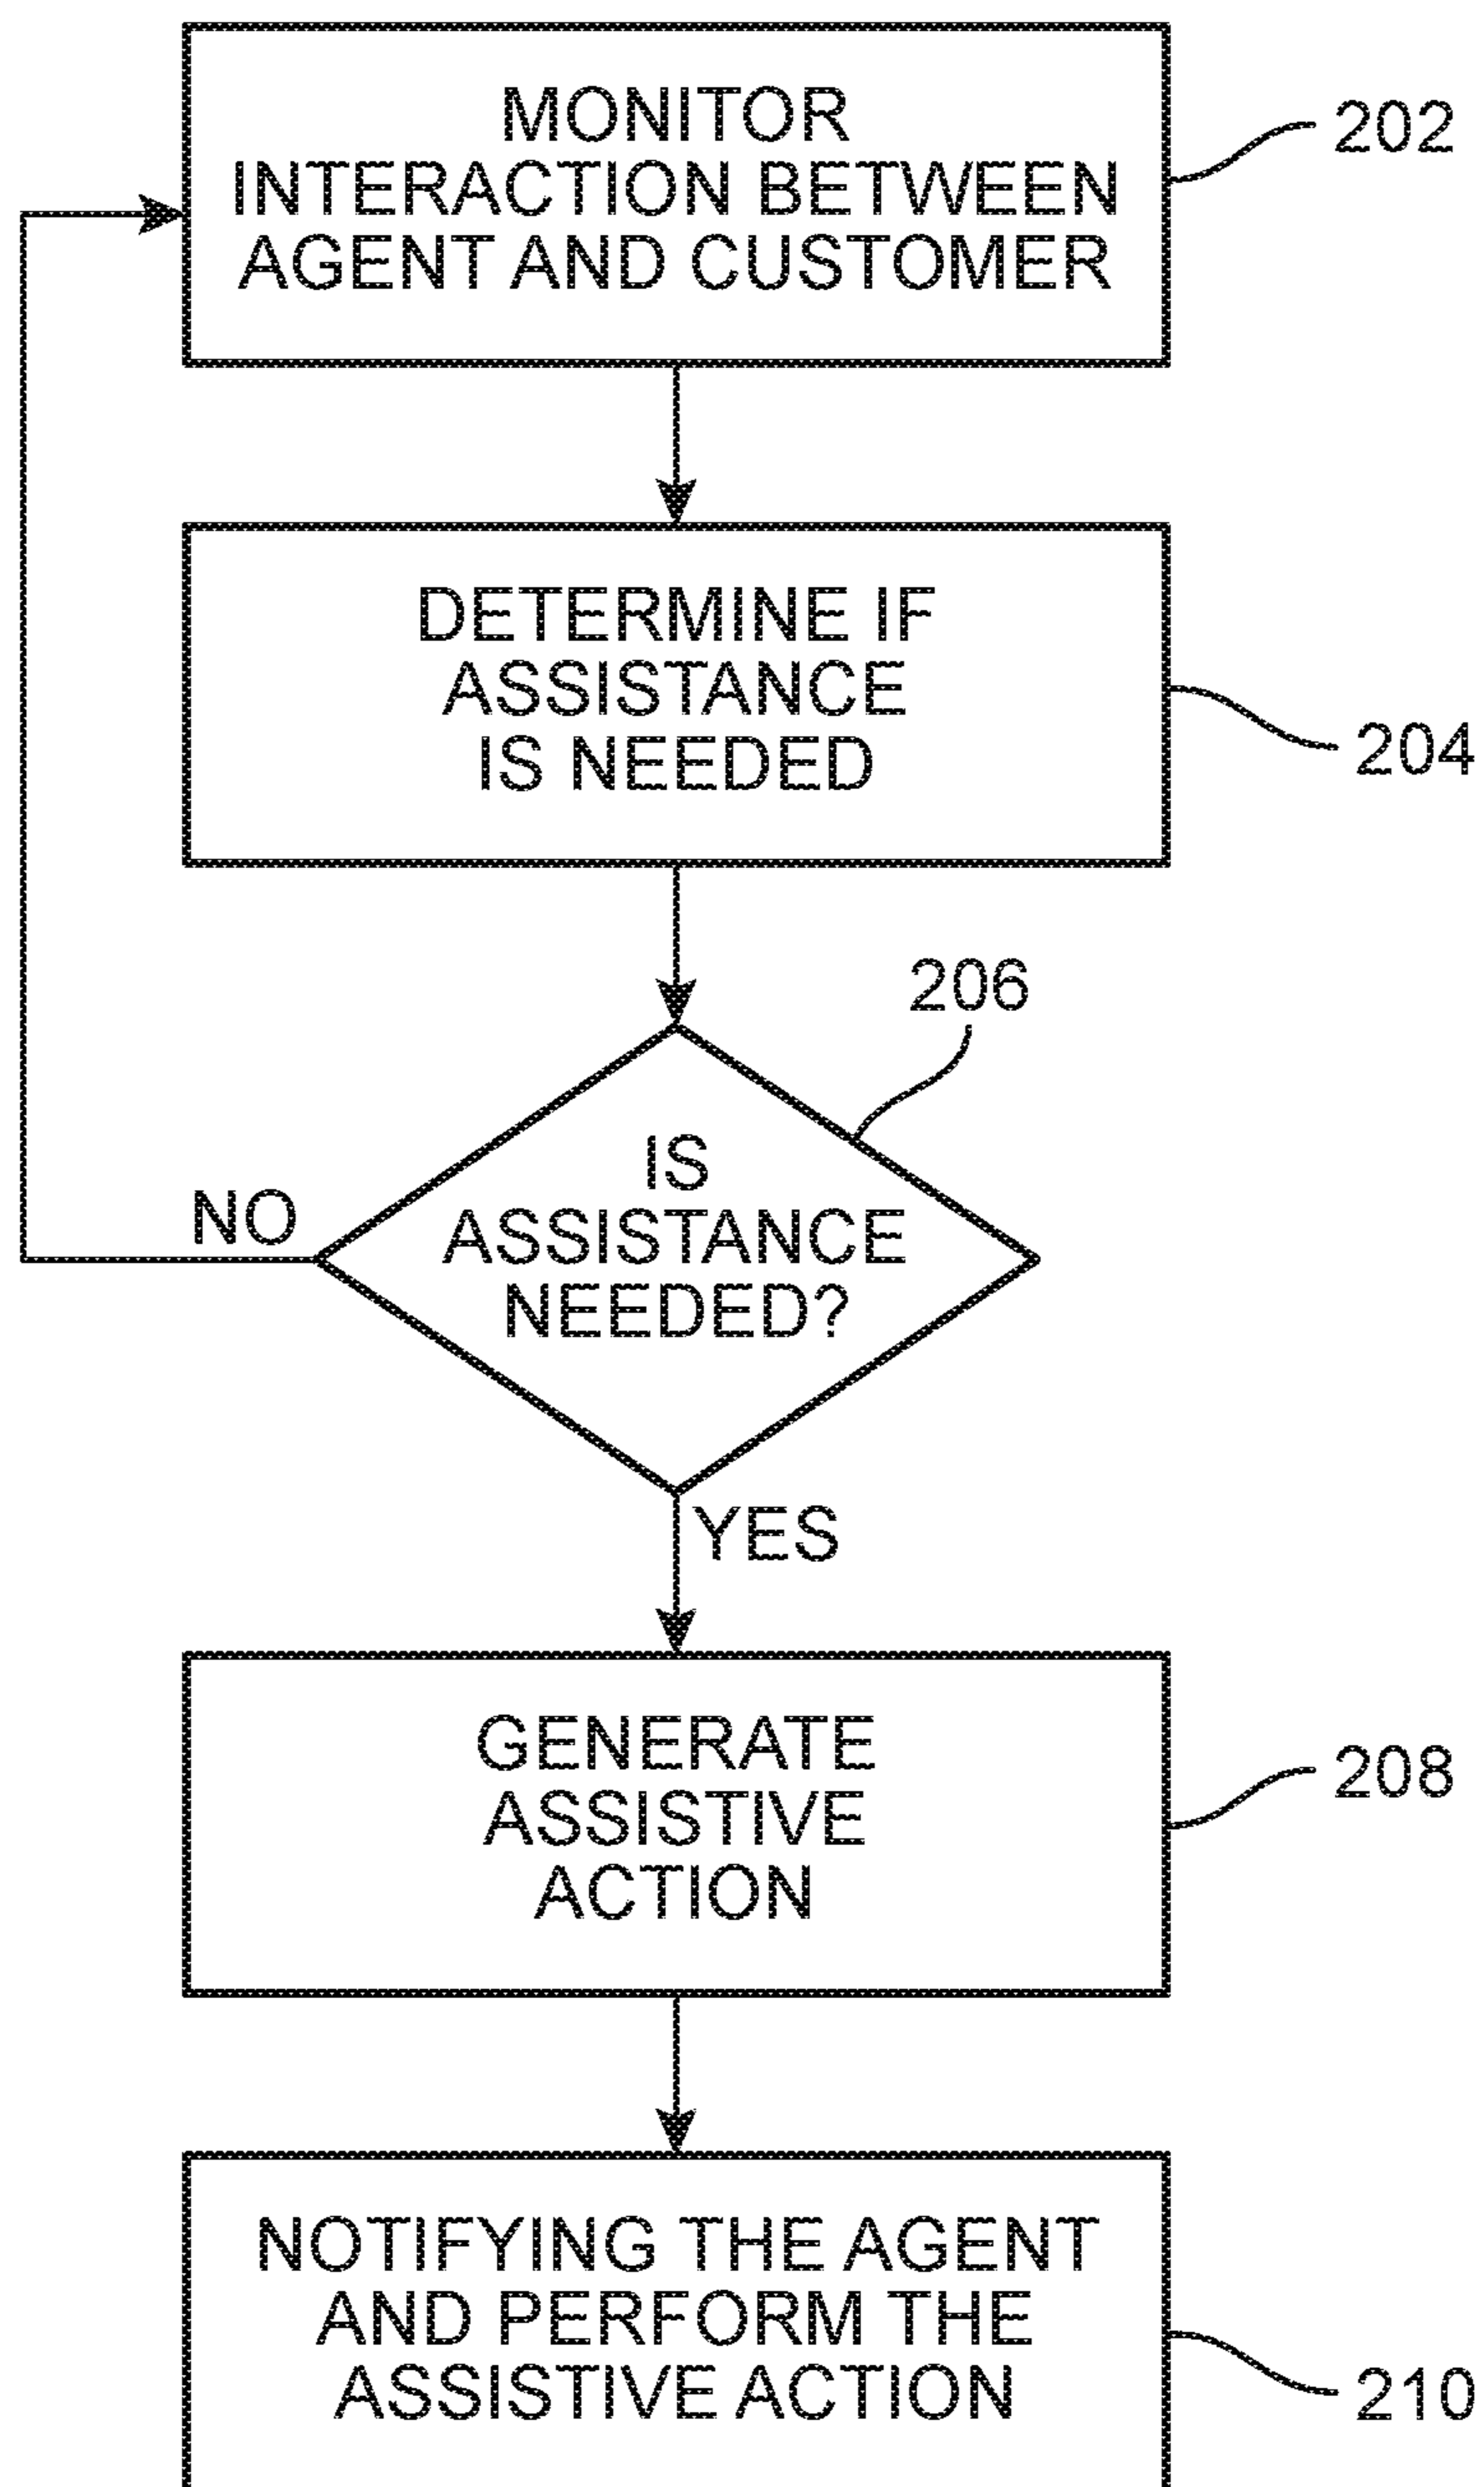 MONITOR
INTERACTION BETWEEN
AGENT AND CUSTOMER
202
DETERMINE IF
ASSISTANCE
IS NEEDED
204
206
IS
ASSISTANCE
NEEDED?
NO
YES
GENERATE
ASSISTIVE
ACTION
208
NOTIFYING THE AGENT
AND PERFORM THE
ASSISTIVE ACTION
210